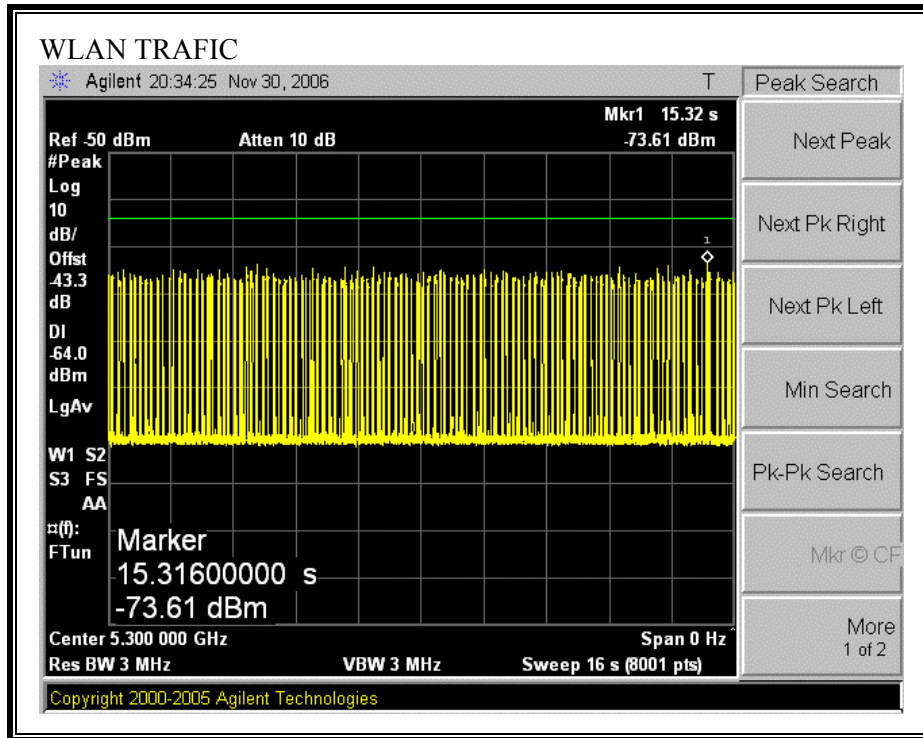 WLAN TRAFIC
Agilent 20:34:25 Nov 30, 2006 T
Peak Search
Mkr1 15.32 s
Ref -50 dBm Atten 10 dB -73.61 dBm
#Peak
Log
10
dB/
Offst
-43.3
dB
DI
-64.0
dBm
LgAv
W1 S2
S3 FS
AA
¤(f):
FTun
1
Marker
15.31600000 s
-73.61 dBm
Center 5.300 000 GHz Span 0 Hz^
Res BW 3 MHz VBW 3 MHz Sweep 16 s (8001 pts)
Copyright 2000-2005 Agilent Technologies
Next Peak
Next Pk Right
Next Pk Left
Min Search
Pk-Pk Search
Mkr © CF
More
1 of 2